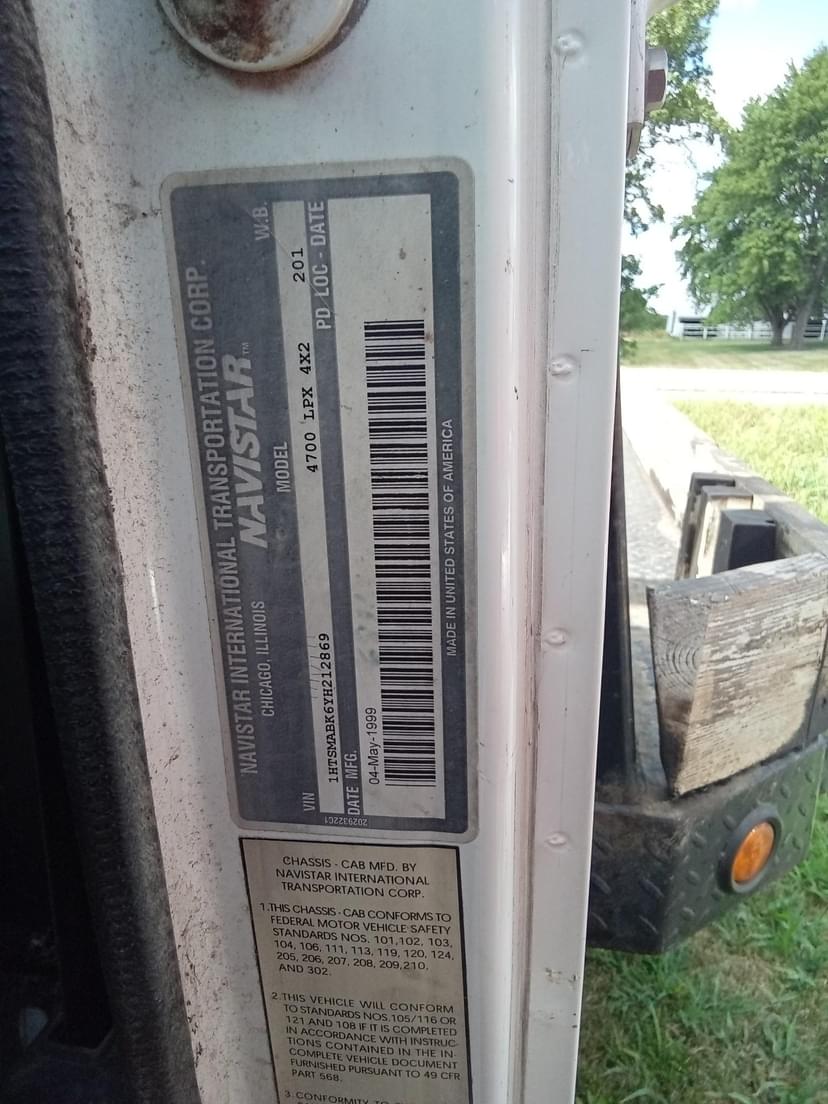 NAVISTAR INTERNATIONAL TRANSPORTATION CORP.
CHICAGO, ILLINOIS NAVISTAR™
VIN MODEL W.B.
1HTSMABK6YH212869 4700 LPX 4X2 201
DATE MFG. PD LOC - DATE
04-May-1999
MADE IN UNITED STATES OF AMERICA
2029322C1
CHASSIS - CAB MFD. BY
NAVISTAR INTERNATIONAL
TRANSPORTATION CORP.
1.THIS CHASSIS-CAB CONFORMS TO
FEDERAL MOTOR VEHICLE SAFETY
STANDARDS NOS. 101,102, 103,
104, 106, 111, 113, 119, 120, 124,
205, 206, 207, 208, 209,210,
AND 302.
2.THIS VEHICLE WILL CONFORM
TO STANDARDS NOS.105/116 OR
121 AND 108 IF IT IS COMPLETED
IN ACCORDANCE WITH INSTRUC-
TIONS CONTAINED IN THE IN-
COMPLETE VEHICLE DOCUMENT
FURNISHED PURSUANT TO 49 CFR
PART 568.
3. CONFORMITY TO